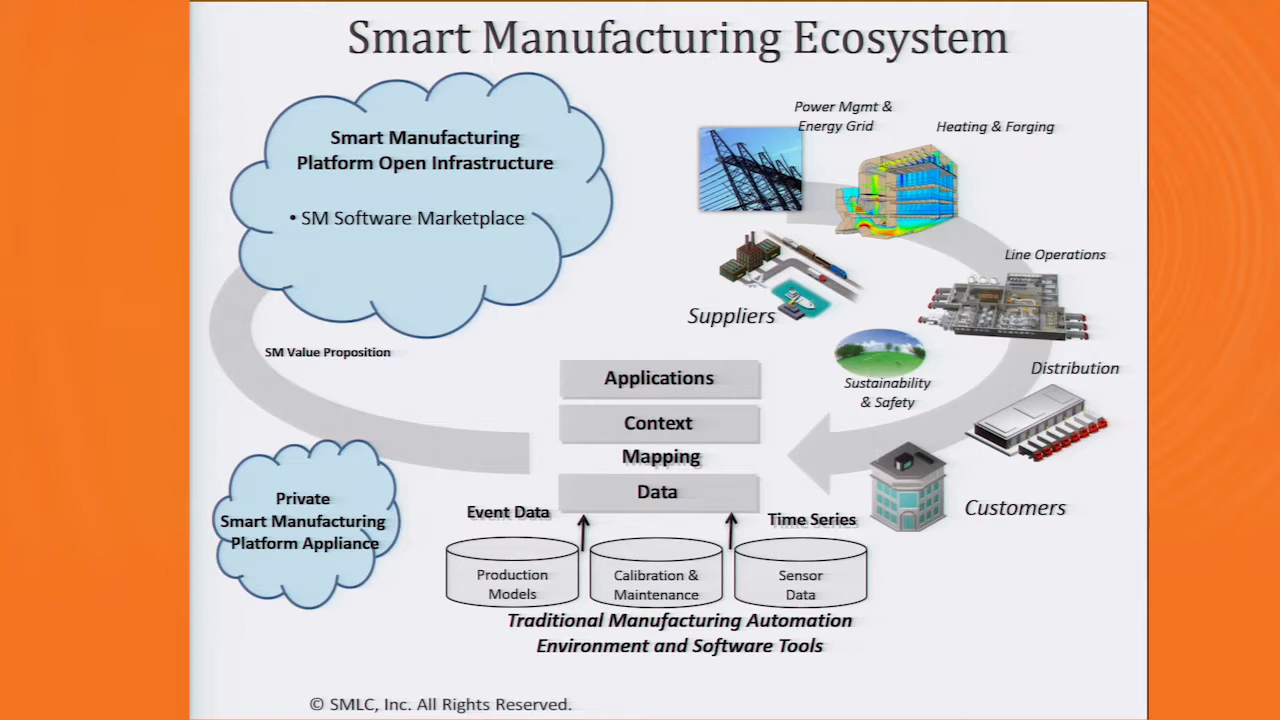 Smart Manufacturing Ecosystem
Smart Manufacturing
Platform Open Infrastructure
• SM Software Marketplace
Power Mgmt &
Energy Grid
Heating & Forging
Line Operations
Suppliers
SM Value Proposition
Sustainability
& Safety
Distribution
Applications
Context
Mapping
Data
Customers
Private
Smart Manufacturing
Platform Appliance
Event Data
Time Series
Production
Models
Calibration &
Maintenance
Sensor
Data
Traditional Manufacturing Automation
Environment and Software Tools
© SMLC, Inc. All Rights Reserved.